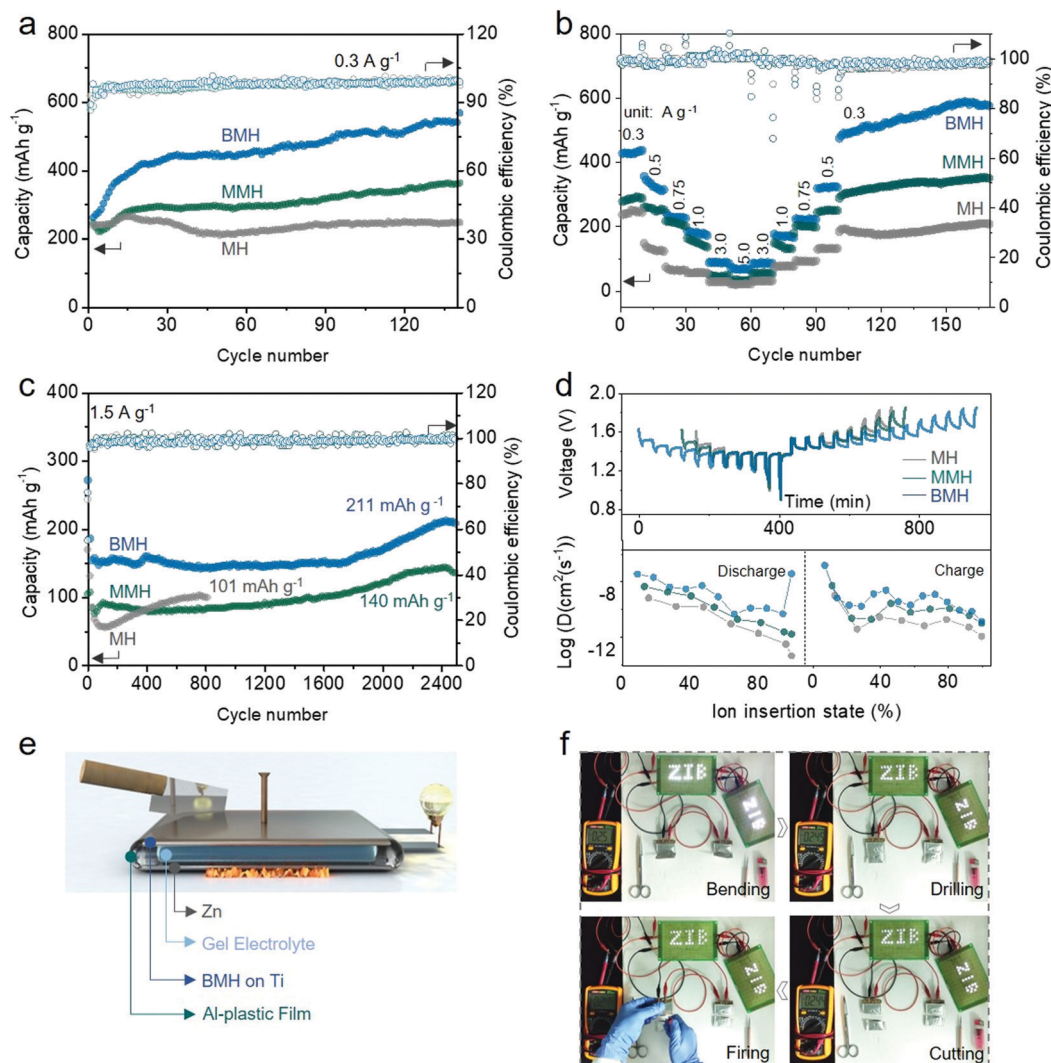 a
800
600
400
200
0
Capacity (mAh g⁻¹)
0.3 A g⁻¹
BMH
MMH
MH
120
90
60
30
0
Coulombic efficiency (%)
0 30 60 90 120
Cycle number
b
800
600
400
200
0
Capacity (mAh g⁻¹)
unit: A g⁻¹
0.3
0.5
0.75
1.0
3.0
5.0
3.0
1.0
0.75
0.5
0.3
BMH
MMH
MH
100
80
60
40
20
0
Coulombic efficiency (%)
0 30 60 90 120 150
Cycle number
c
400
300
200
150
100
50
0
Capacity (mAh g⁻¹)
1.5 A g⁻¹
211 mAh g⁻¹
BMH
101 mAh g⁻¹
MMH
140 mAh g⁻¹
MH
120
100
80
60
40
20
0
Coulombic efficiency (%)
0 400 800 1200 1600 2000 2400
Cycle number
d
2.0
1.6
1.2
0.8
Voltage (V)
MH
MMH
BMH
Time (min)
0 400 800
-8
-12
Log (D(cm²(s⁻¹))
Discharge
Charge
0 40 80 0 40 80
Ion insertion state (%)
e
Zn
Gel Electrolyte
BMH on Ti
Al-plastic Film
f
ZIB
ZIB
Bending
ZIB
ZIB
Drilling
ZIB
ZIB
Firing
ZIB
ZIB
Cutting